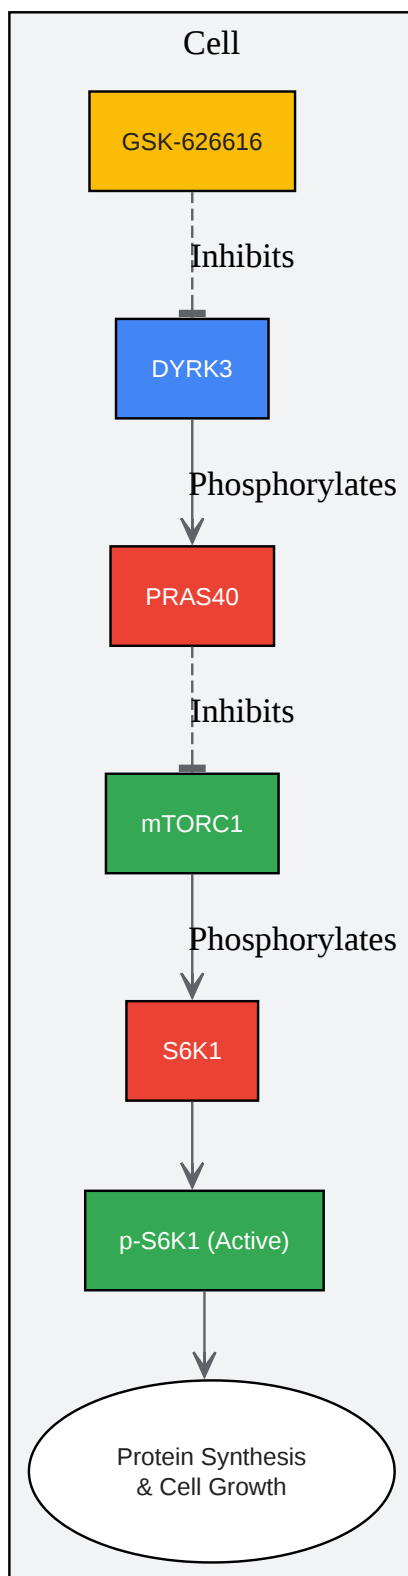 Cell
GSK-626616
Inhibits
DYRK3
Phosphorylates
PRAS40
Inhibits
mTORC1
Phosphorylates
S6K1
p-S6K1 (Active)
Protein Synthesis
& Cell Growth